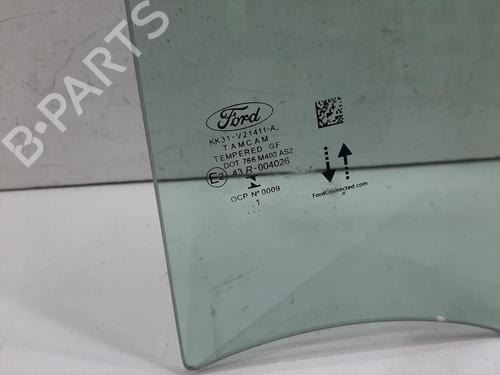 B-PARTS
Ford
KK31-V21411-A.
TAMCAM
TEMPERED GF
DOT 766 M400 AS2
E2 43 R-004026
OCP Nº 0009
1
FordConnected.com